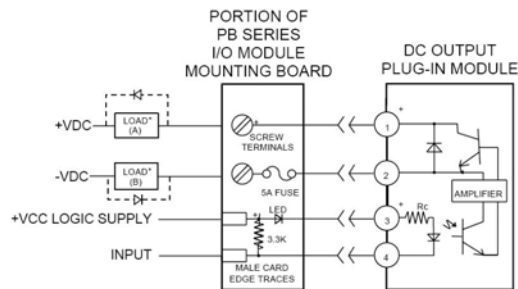 PORTION OF
PB SERIES
I/O MODULE
MOUNTING BOARD
DC OUTPUT
PLUG-IN MODULE
+VDC
LOAD*
(A)
+
SCREW
TERMINALS
+
1
-VDC
LOAD*
(B)
5A FUSE
2
AMPLIFIER
+VCC LOGIC SUPPLY
+
LED
3.3K
+
3
Rc
INPUT
4
MALE CARD
EDGE TRACES